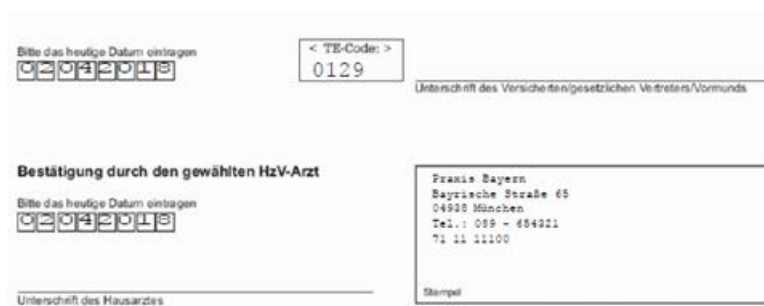 Bitte das heutige Datum eintragen
02042018
< TE-Code: >
0129
Unterschrift des Versicherten/gesetzlichen Vertreters/Vormunds
Bestätigung durch den gewählten HzV-Arzt
Bitte das heutige Datum eintragen
02042018
Unterschrift des Hausarztes
Praxis Bayern
Bayrische Straße 65
04938 München
Tel.: 089 - 654321
71 11 11100
Stempel